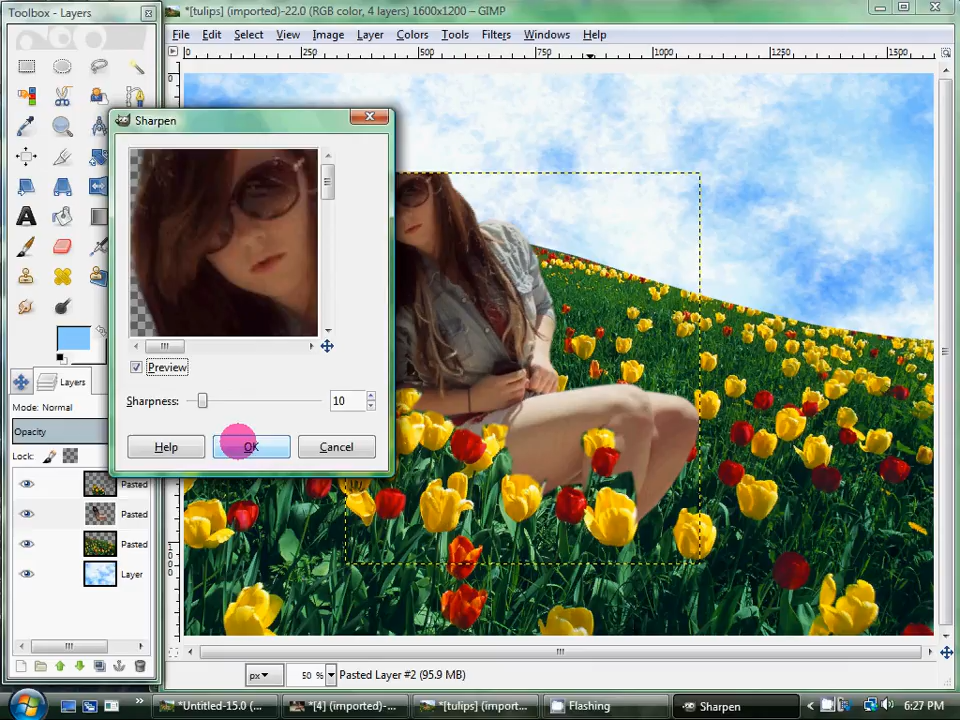 Toolbox - Layers
*[tulips] (imported)-22.0 (RGB color, 4 layers) 1600x1200 – GIMP
File Edit Select View Image Layer Colors Tools Filters Windows Help
0 250 500 750 1000 1250 1500
Sharpen
Preview
Sharpness: 10
Help OK Cancel
Layers
Mode: Normal
Opacity
Lock:
Pasted
Pasted
Pasted
Layer
px 50 % Pasted Layer #2 (95.9 MB)
*Untitled-15.0 (... *[4] (imported)-... *[tulips] (import... Flashing Sharpen 6:27 PM